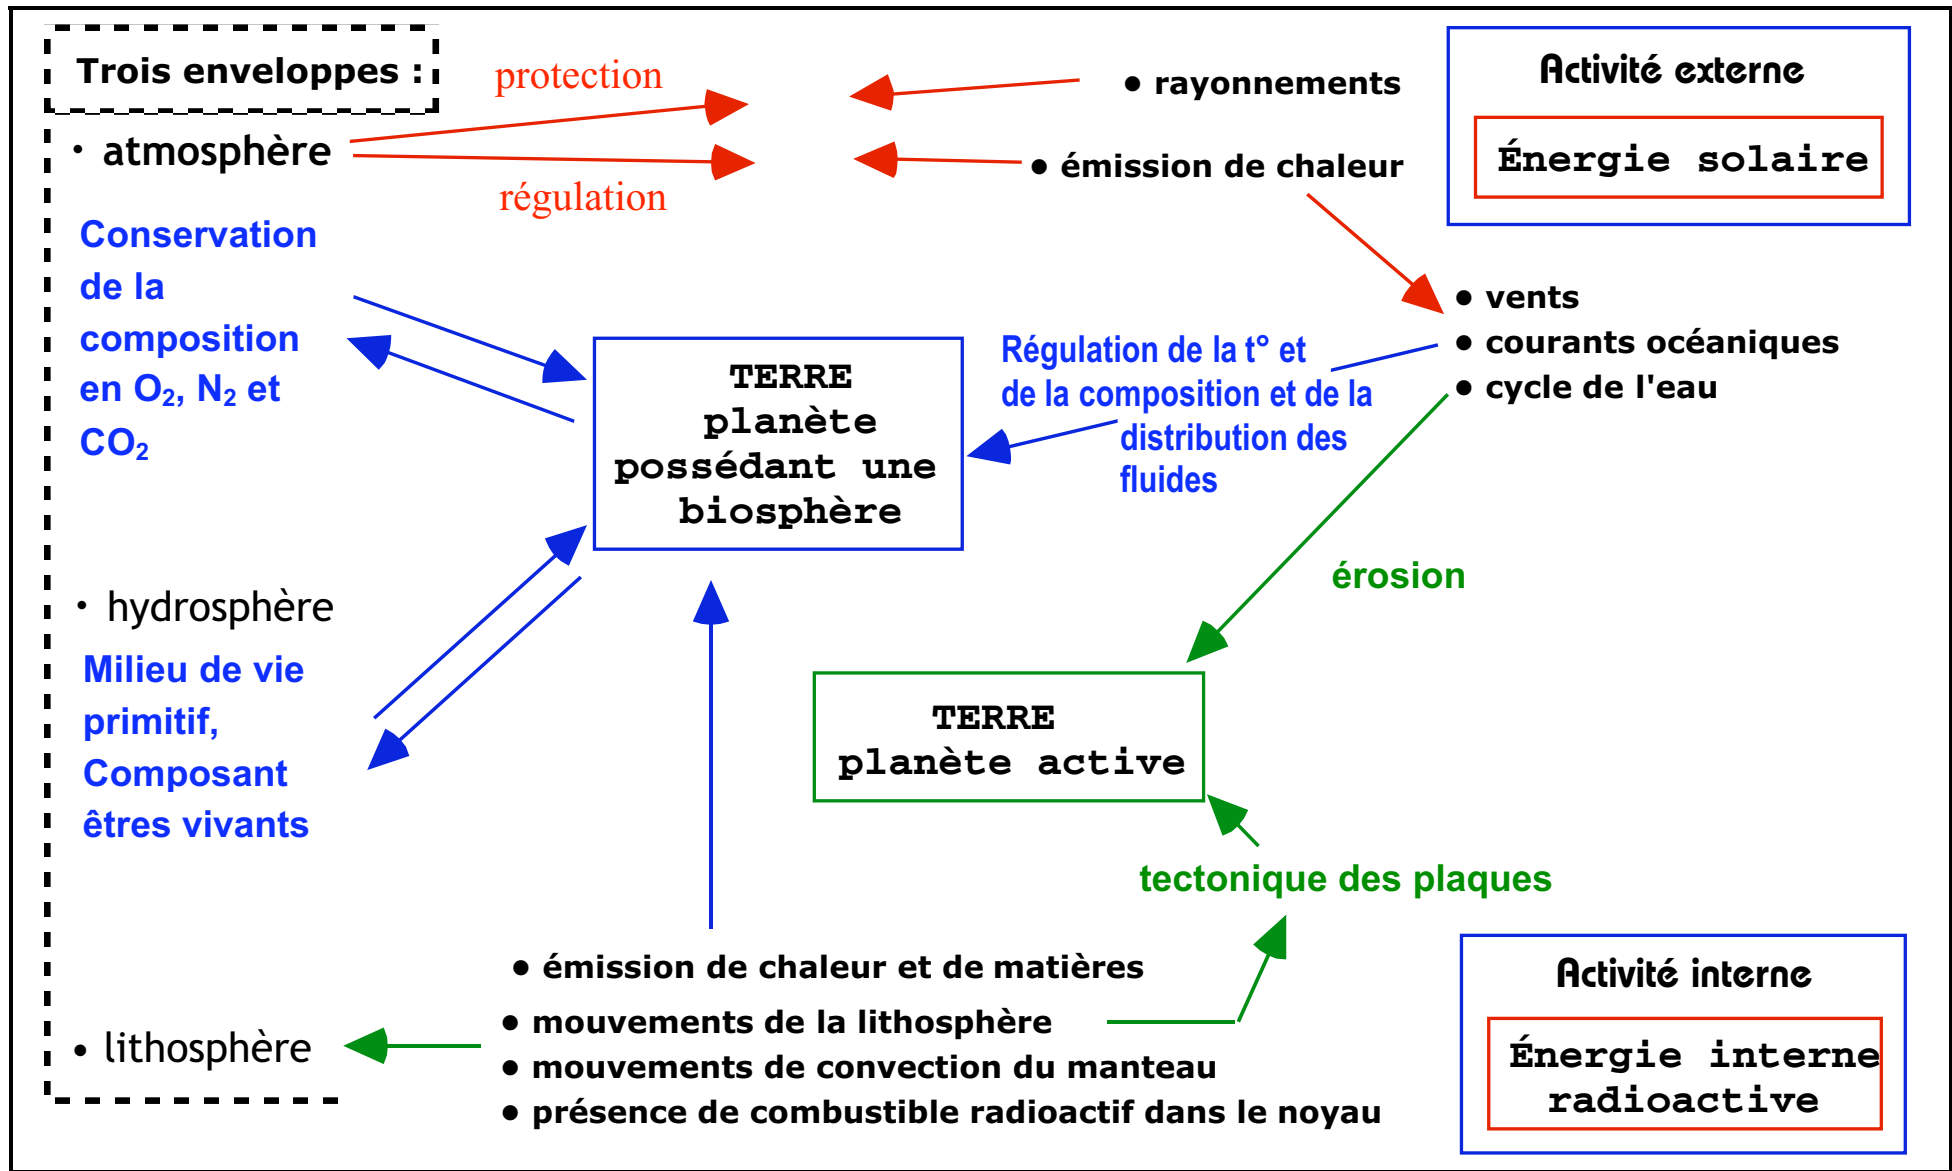 Trois enveloppes :
protection
• rayonnements
Activité externe
• atmosphère
régulation
• émission de chaleur
Énergie solaire
Conservation
de la
composition
en O₂, N₂ et
CO₂
• vents
• courants océaniques
• cycle de l'eau
Régulation de la t° et
de la composition et de la
distribution des
fluides
TERRE
planète
possédant une
biosphère
• hydrosphère
érosion
Milieu de vie
primitif,
Composant
êtres vivants
TERRE
planète active
tectonique des plaques
• émission de chaleur et de matières
• mouvements de la lithosphère
• mouvements de convection du manteau
• présence de combustible radioactif dans le noyau
• lithosphère
Activité interne
Énergie interne
radioactive